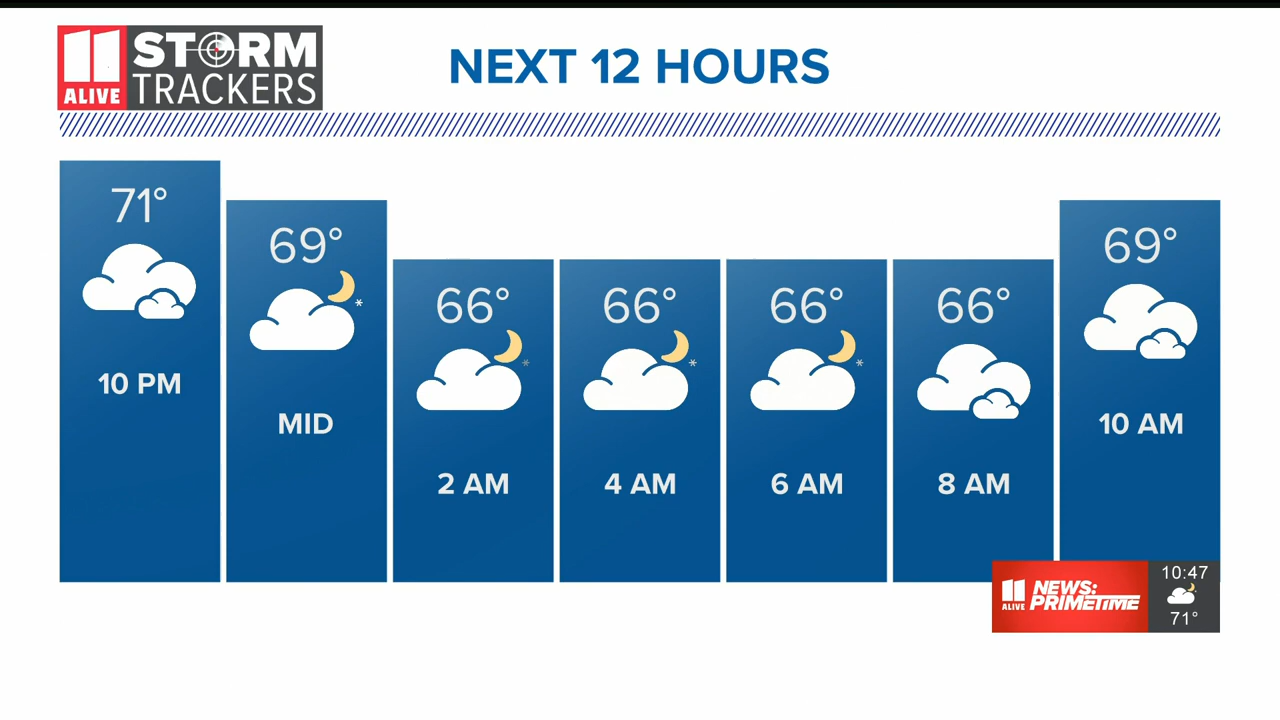 11 ALIVE
STORM
TRACKERS
NEXT 12 HOURS
71°
10 PM
69°
MID
66°
2 AM
66°
4 AM
66°
6 AM
66°
8 AM
69°
10 AM
11 ALIVE
NEWS:
PRIMETIME
10:47
71°